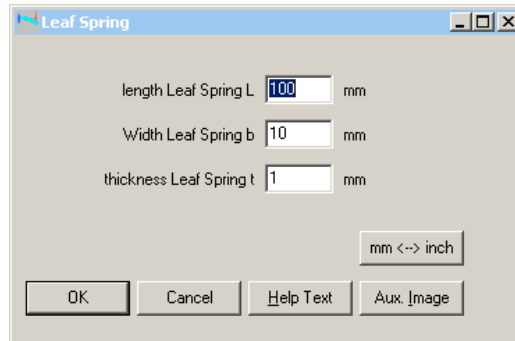 Leaf Spring
length Leaf Spring L 100 mm
Width Leaf Spring b 10 mm
thickness Leaf Spring t 1 mm
mm <--> inch
OK Cancel Help Text Aux. Image